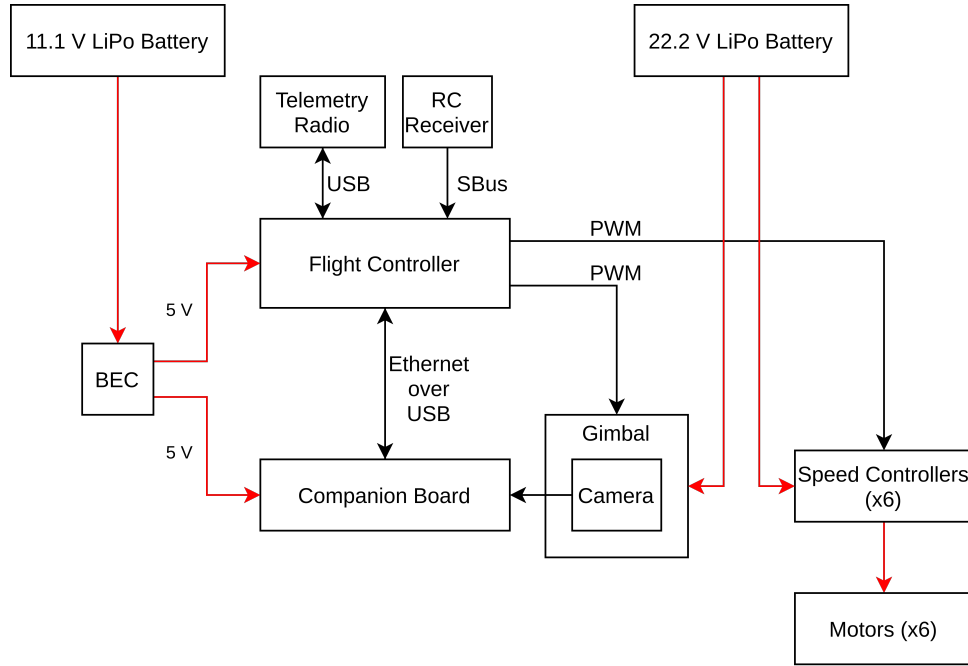 11.1 V LiPo Battery
22.2 V LiPo Battery
Telemetry
Radio
RC
Receiver
USB
SBus
Flight Controller
PWM
PWM
5 V
BEC
Ethernet
over
USB
5 V
Companion Board
Gimbal
Camera
Speed Controllers
(x6)
Motors (x6)